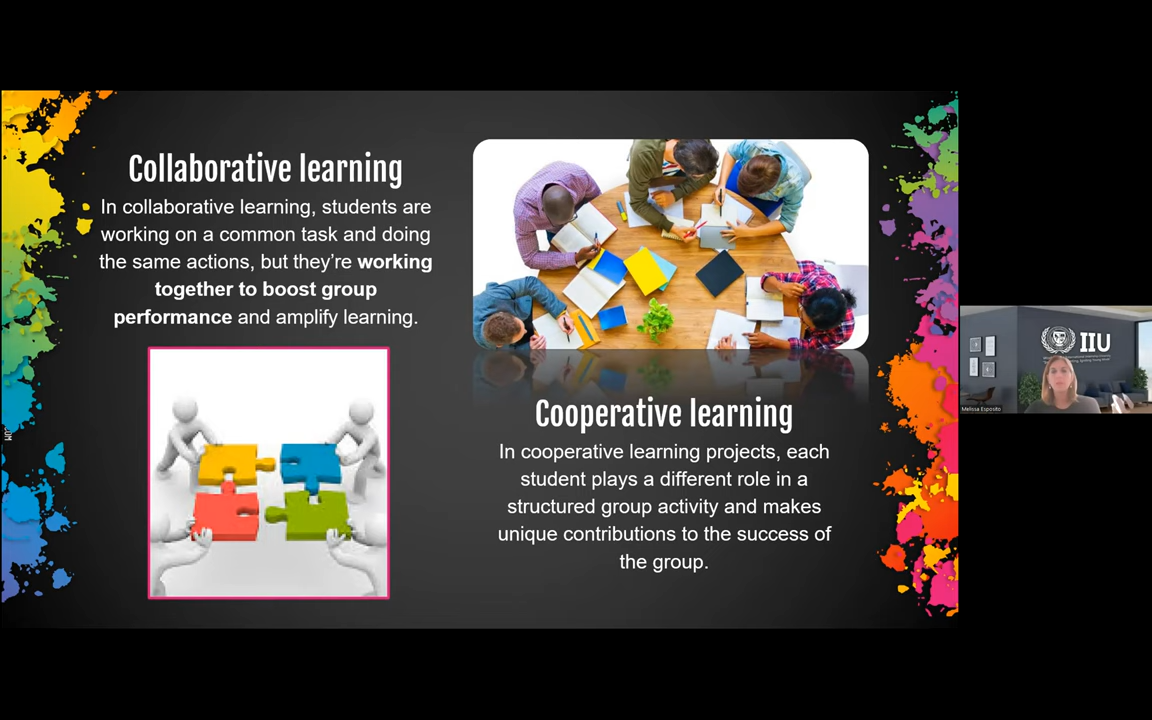 Collaborative learning
In collaborative learning, students are
working on a common task and doing
the same actions, but they’re working
together to boost group
performance and amplify learning.
Cooperative learning
In cooperative learning projects, each
student plays a different role in a
structured group activity and makes
unique contributions to the success of
the group.
IIU
Melissa Esposito